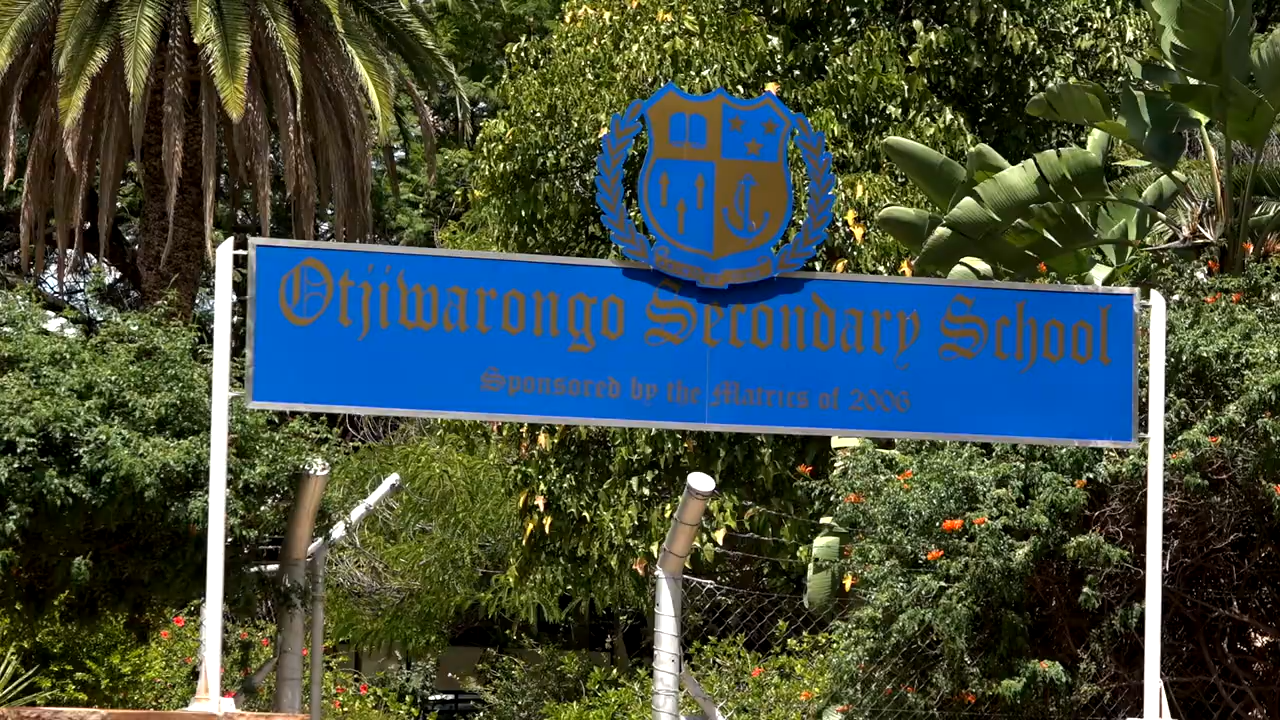 Otjiwarongo Secondary School
Sponsored by the Matrics of 2006